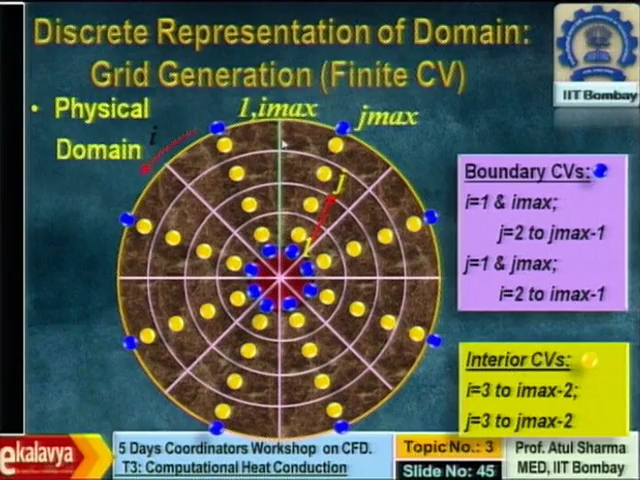 Discrete Representation of Domain:
Grid Generation (Finite CV)
IIT Bombay
• Physical
Domain
1,imax
jmax
i
j
1
Boundary CVs:
i=1 & imax;
j=2 to jmax-1
j=1 & jmax;
i=2 to imax-1
Interior CVs:
i=3 to imax-2;
j=3 to jmax-2
ekalavya
5 Days Coordinators Workshop on CFD.
T3: Computational Heat Conduction
Topic No.: 3
Slide No: 45
Prof. Atul Sharma
MED, IIT Bombay